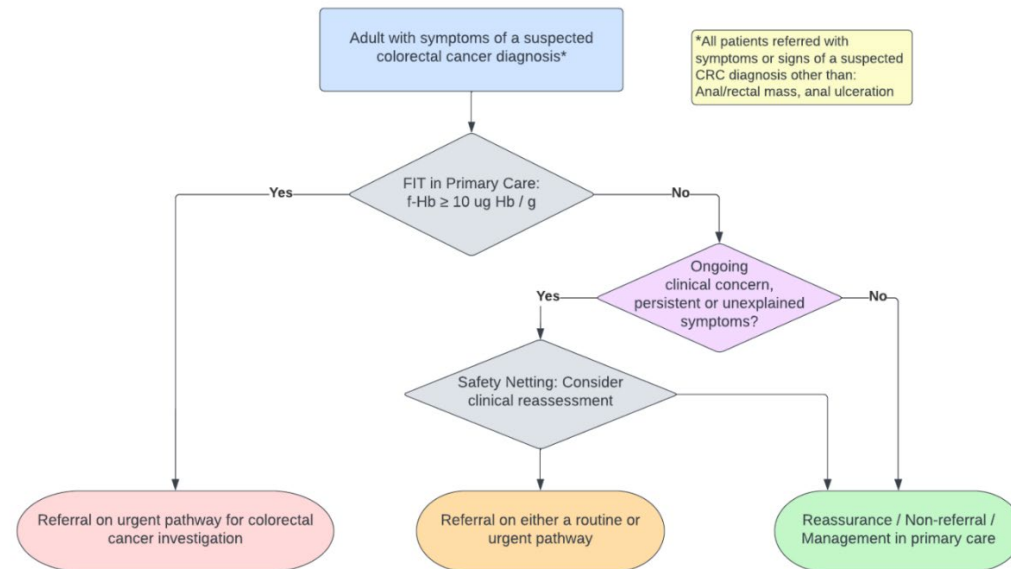 Adult with symptoms of a suspected
colorectal cancer diagnosis*
*All patients referred with
symptoms or signs of a suspected
CRC diagnosis other than:
Anal/rectal mass, anal ulceration
FIT in Primary Care:
f-Hb ≥ 10 ug Hb / g
Yes
No
Ongoing
clinical concern,
persistent or unexplained
symptoms?
Yes
No
Safety Netting: Consider
clinical reassessment
Referral on urgent pathway for colorectal
cancer investigation
Referral on either a routine or
urgent pathway
Reassurance / Non-referral /
Management in primary care